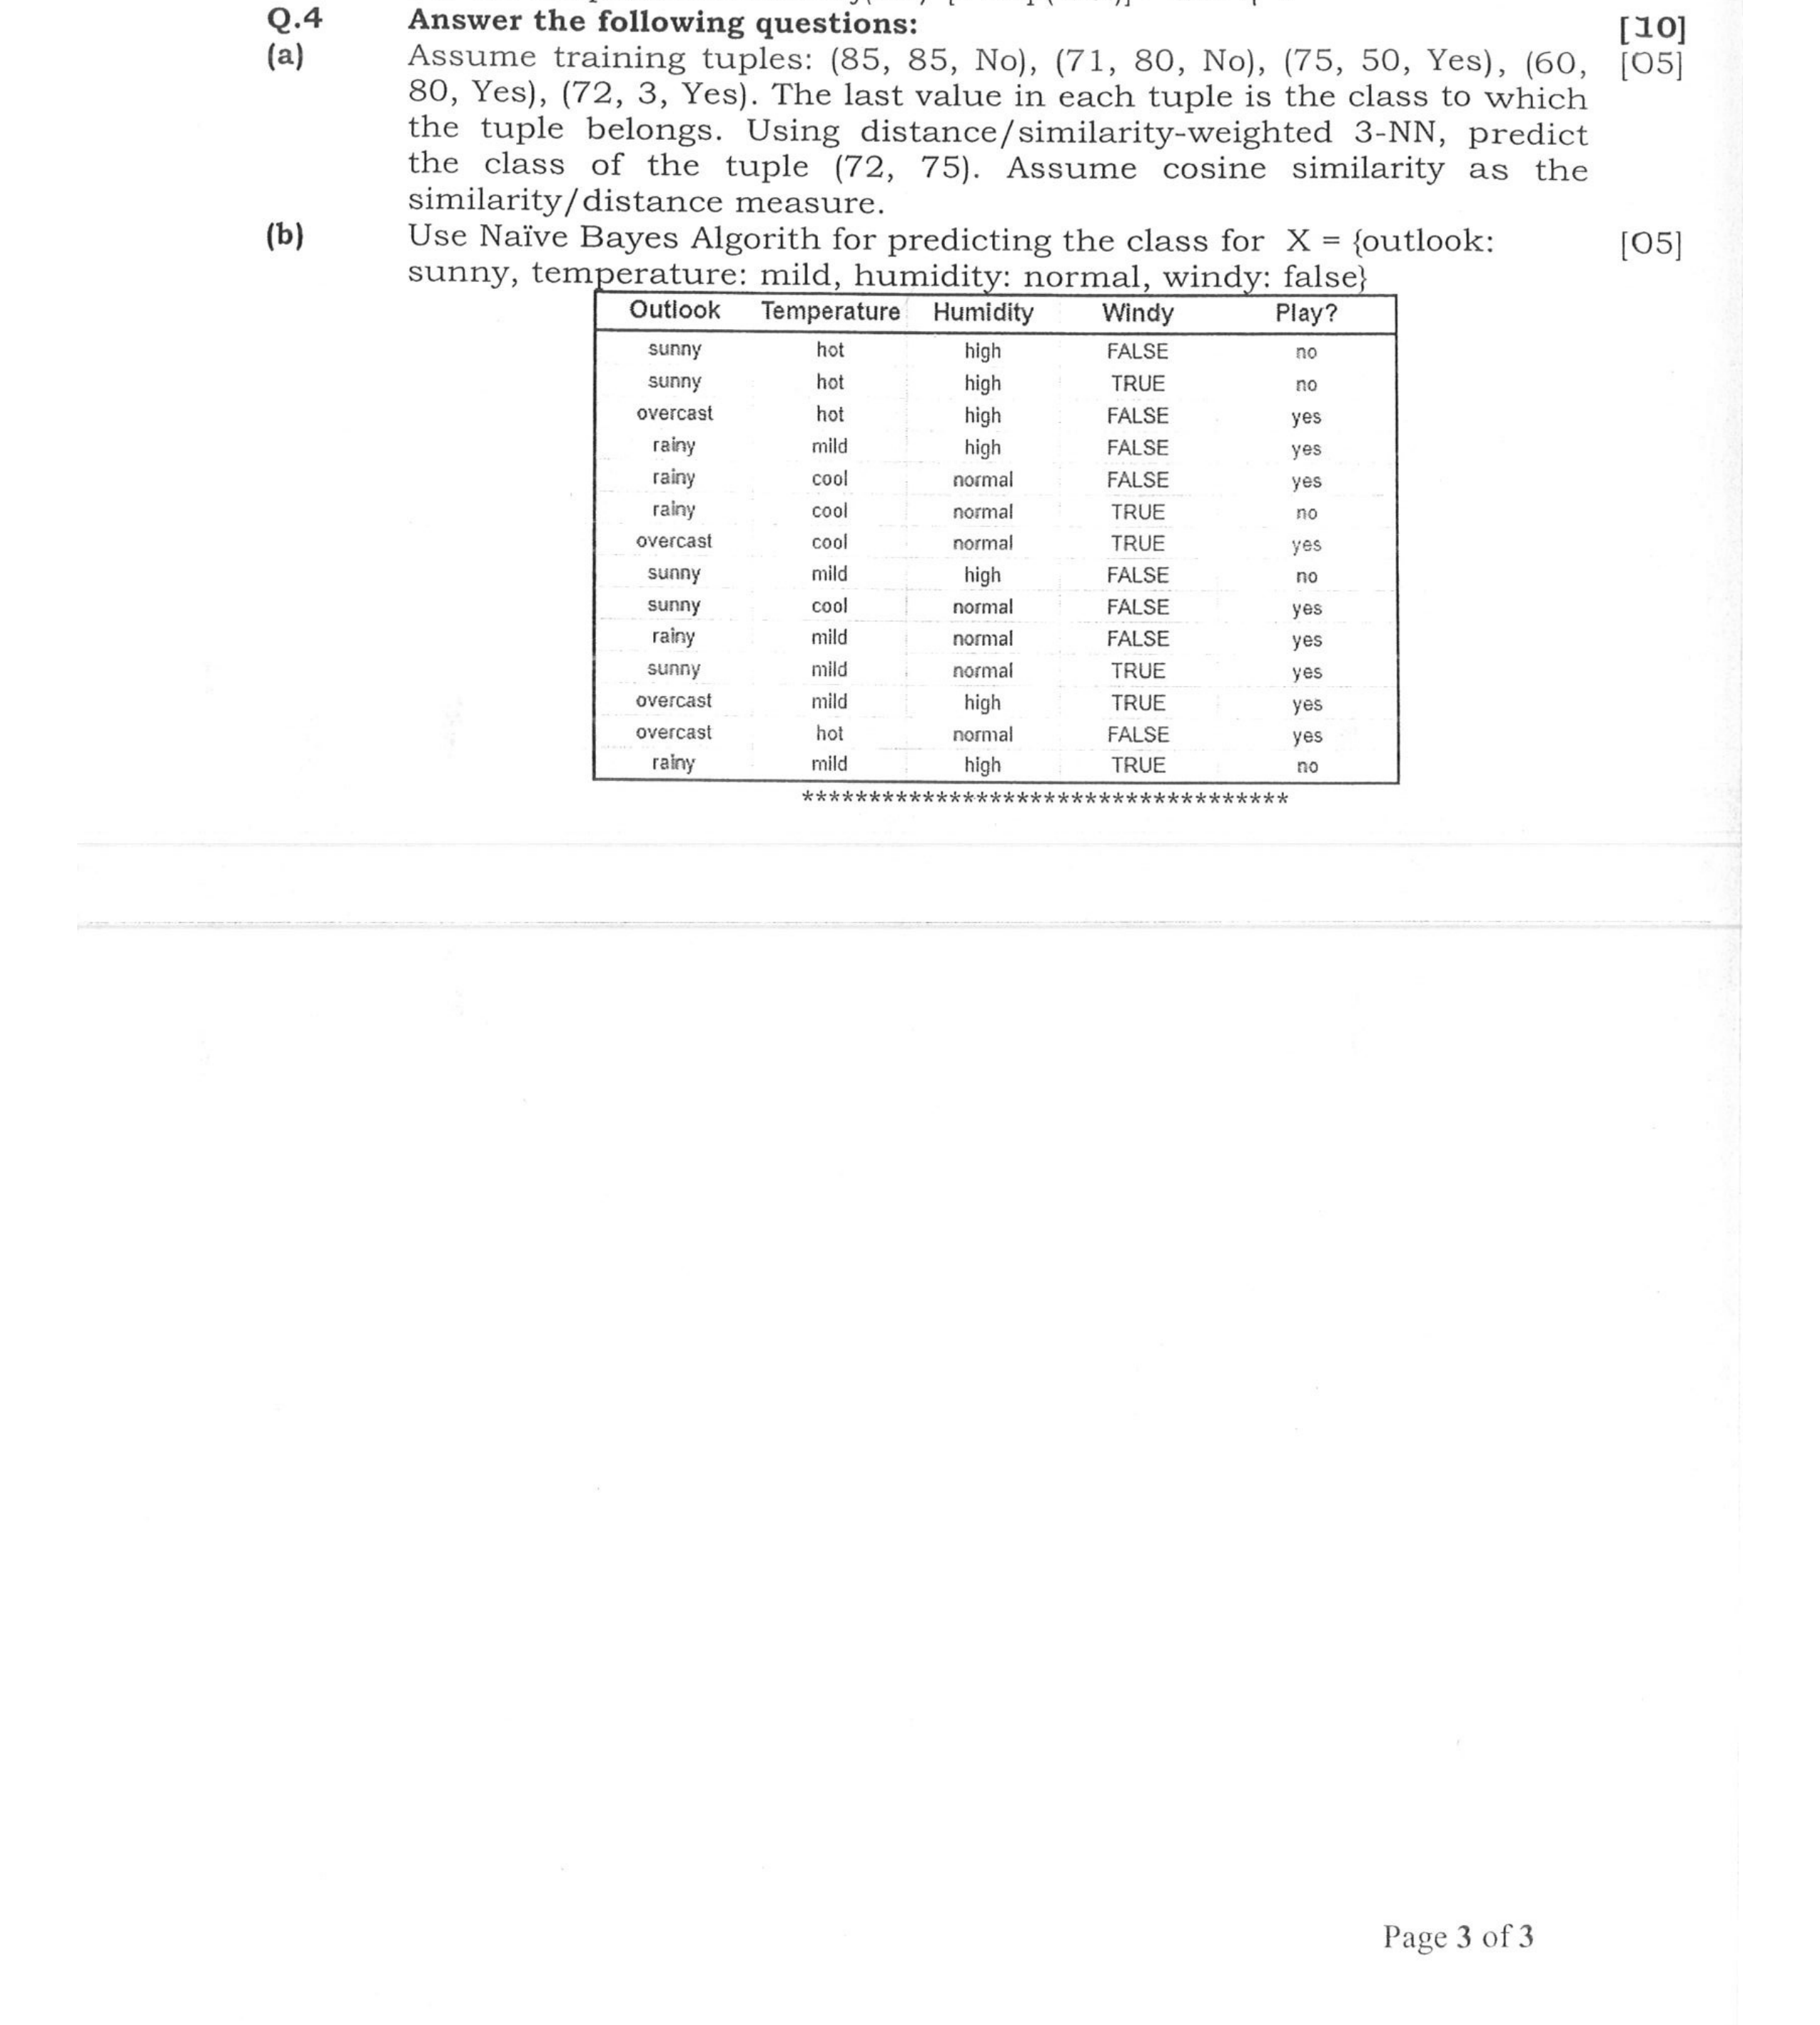 Q.4 Answer the following questions: [10]
(a) Assume training tuples: (85, 85, No), (71, 80, No), (75, 50, Yes), (60, [05]
80, Yes), (72, 3, Yes). The last value in each tuple is the class to which
the tuple belongs. Using distance/similarity-weighted 3-NN, predict
the class of the tuple (72, 75). Assume cosine similarity as the
similarity/distance measure.
(b) Use Naïve Bayes Algorith for predicting the class for X = {outlook: [05]
sunny, temperature: mild, humidity: normal, windy: false}
Outlook Temperature Humidity Windy Play?
sunny hot high FALSE no
sunny hot high TRUE no
overcast hot high FALSE yes
rainy mild high FALSE yes
rainy cool normal FALSE yes
rainy cool normal TRUE no
overcast cool normal TRUE yes
sunny mild high FALSE no
sunny cool normal FALSE yes
rainy mild normal FALSE yes
sunny mild normal TRUE yes
overcast mild high TRUE yes
overcast hot normal FALSE yes
rainy mild high TRUE no
************************************
Page 3 of 3